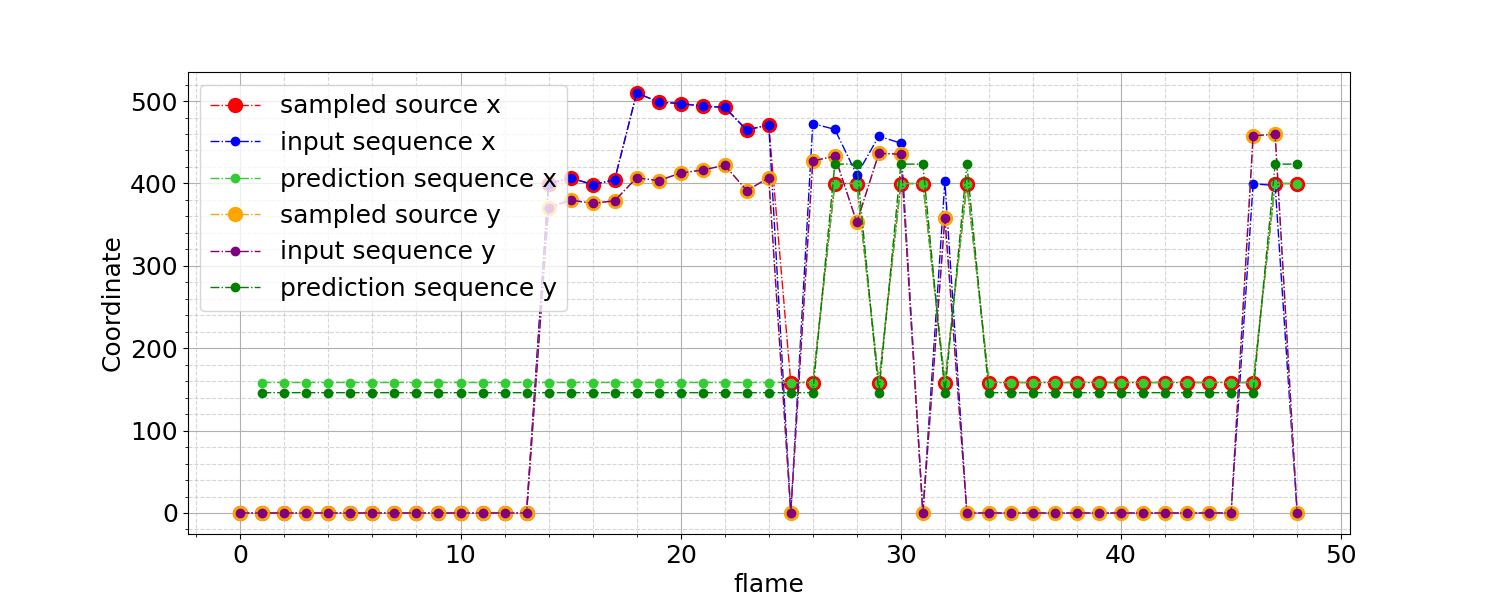 500
400
300
200
100
0
Coordinate
sampled source x
input sequence x
prediction sequence x
sampled source y
input sequence y
prediction sequence y
0 10 20 30 40 50
flame